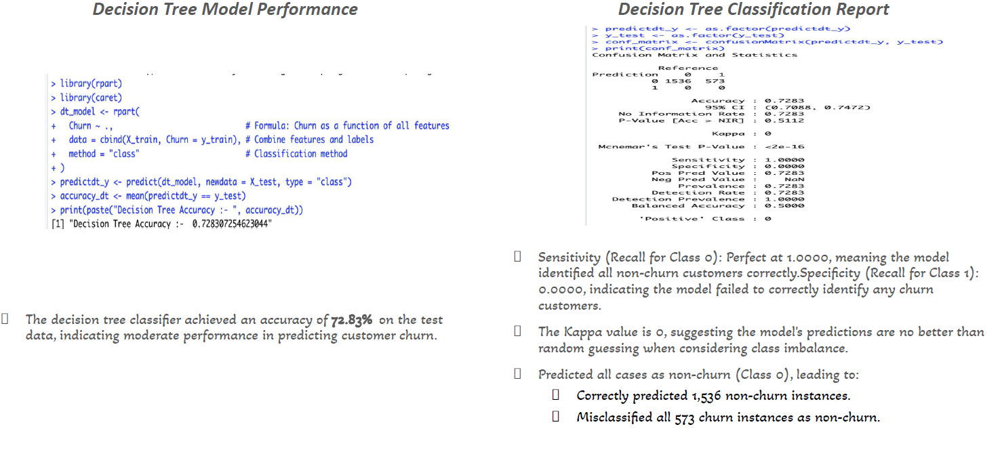 Decision Tree Model Performance
> library(rpart)
> library(caret)
> dt_model <- rpart(
+ Churn ~ ., # Formula: Churn as a function of all features
+ data = cbind(X_train, Churn = y_train), # Combine features and labels
+ method = "class" # Classification method
+ )
> predictdt_y <- predict(dt_model, newdata = X_test, type = "class")
> accuracy_dt <- mean(predictdt_y == y_test)
> print(paste("Decision Tree Accuracy :- ", accuracy_dt))
[1] "Decision Tree Accuracy :-  0.728307254623044"
The decision tree classifier achieved an accuracy of 72.83% on the test
data, indicating moderate performance in predicting customer churn.
Decision Tree Classification Report
> predictdt_y <- as.factor(predictdt_y)
> y_test <- as.factor(y_test)
> conf_matrix <- confusionMatrix(predictdt_y, y_test)
> print(conf_matrix)
Confusion Matrix and Statistics
Reference
Prediction 0 1
0 1536 573
1 0 0
Accuracy : 0.7283
95% CI : (0.7088, 0.7472)
No Information Rate : 0.7283
P-Value [Acc > NIR] : 0.5112
Kappa : 0
Mcnemar's Test P-Value : <2e-16
Sensitivity : 1.0000
Specificity : 0.0000
Pos Pred Value : 0.7283
Neg Pred Value : NaN
Prevalence : 0.7283
Detection Rate : 0.7283
Detection Prevalence : 1.0000
Balanced Accuracy : 0.5000
'Positive' Class : 0
Sensitivity (Recall for Class 0): Perfect at 1.0000, meaning the model
identified all non-churn customers correctly.Specificity (Recall for Class 1):
0.0000, indicating the model failed to correctly identify any churn
customers.
The Kappa value is 0, suggesting the model's predictions are no better than
random guessing when considering class imbalance.
Predicted all cases as non-churn (Class 0), leading to:
Correctly predicted 1,536 non-churn instances.
Misclassified all 573 churn instances as non-churn.